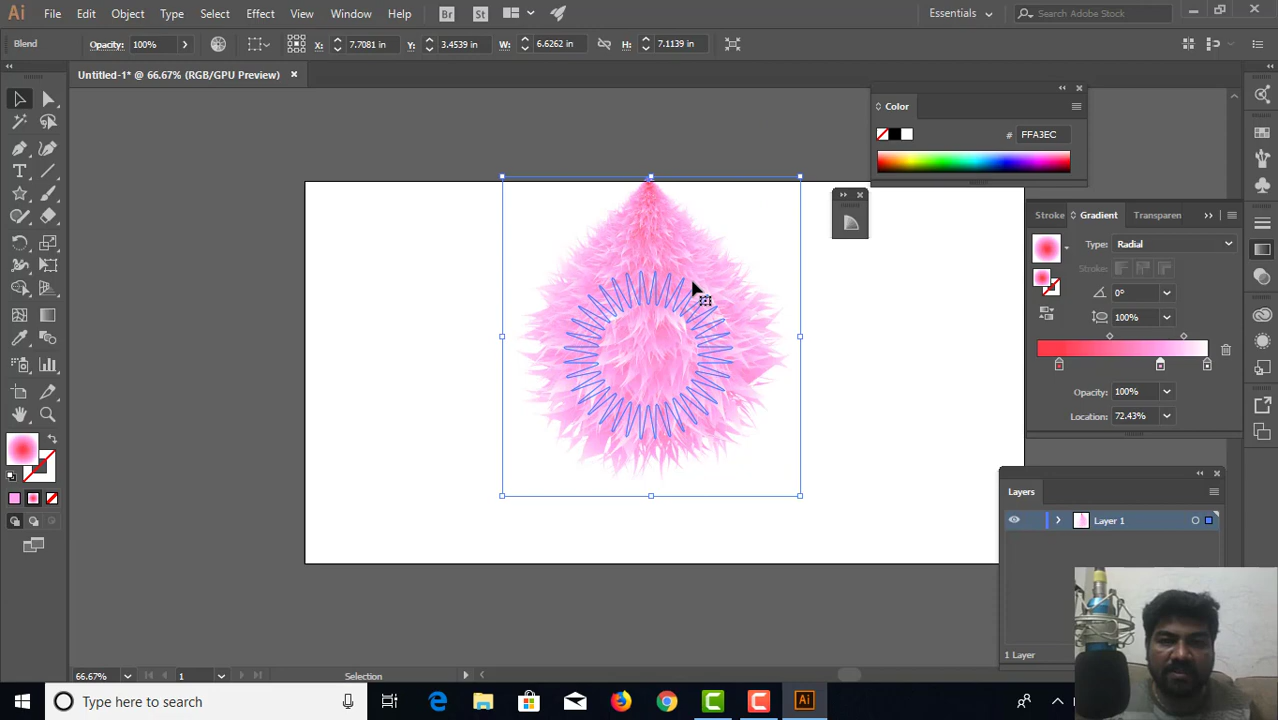 Ai File Edit Object Type Select Effect View Window Help Br St Essentials Search Adobe Stock
Blend Opacity: 100% X: 7.7081 in Y: 3.4539 in W: 6.6262 in H: 7.1139 in
Untitled-1* @ 66.67% (RGB/GPU Preview)
Color
# FFA3EC
Stroke Gradient Transparen
Type: Radial
Stroke:
0°
100%
Opacity: 100%
Location: 72.43%
Layers
Layer 1
1 Layer
66.67% 1 Selection
Type here to search
Ai